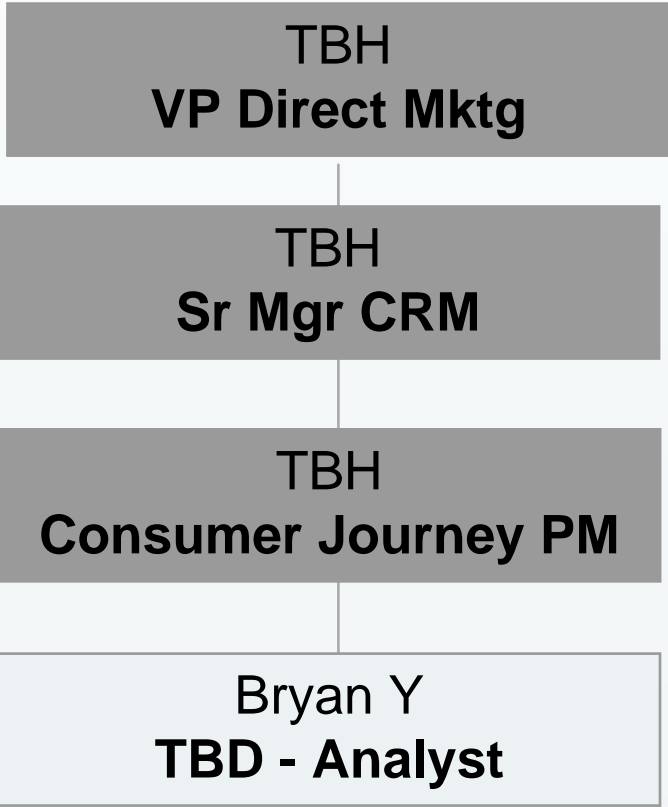 TBH
VP Direct Mktg
TBH
Sr Mgr CRM
TBH
Consumer Journey PM
Bryan Y
TBD - Analyst